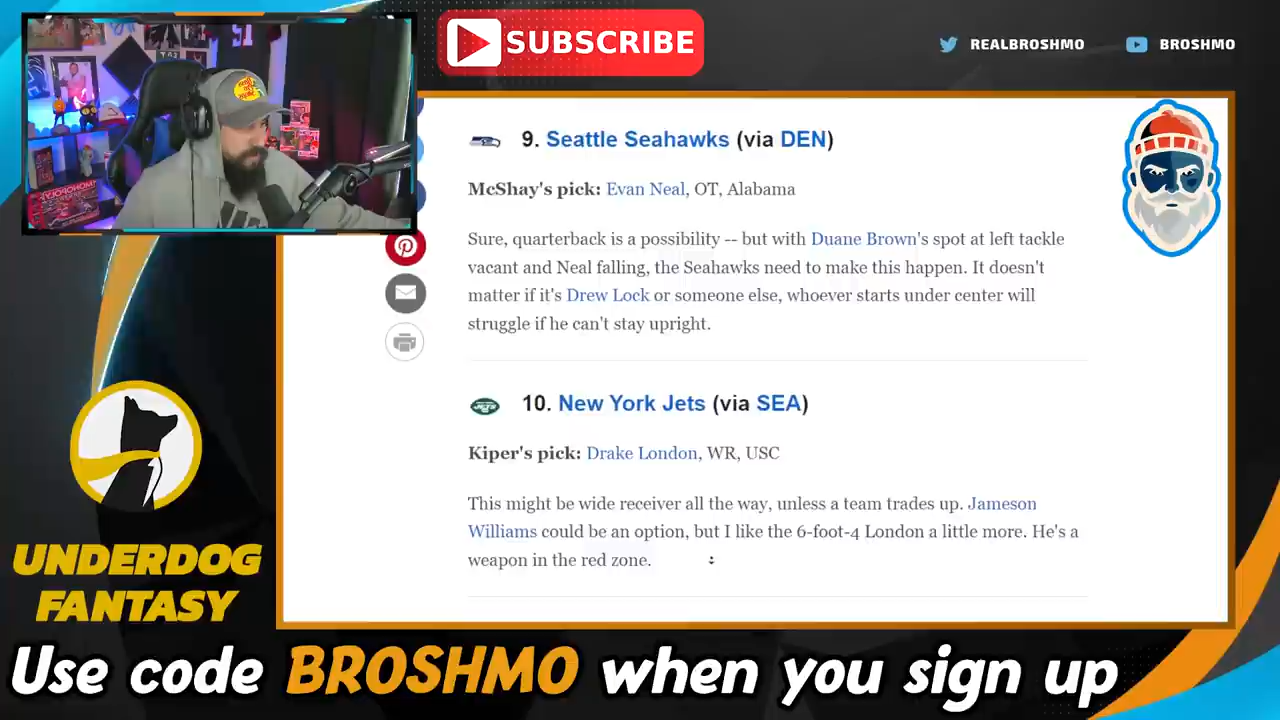 SUBSCRIBE
REALBROSHMO
BROSHMO
9. Seattle Seahawks (via DEN)
McShay's pick: Evan Neal, OT, Alabama
Sure, quarterback is a possibility -- but with Duane Brown's spot at left tackle
vacant and Neal falling, the Seahawks need to make this happen. It doesn't
matter if it's Drew Lock or someone else, whoever starts under center will
struggle if he can't stay upright.
JETS
10. New York Jets (via SEA)
Kiper's pick: Drake London, WR, USC
This might be wide receiver all the way, unless a team trades up. Jameson
Williams could be an option, but I like the 6-foot-4 London a little more. He's a
weapon in the red zone.
UNDERDOG
FANTASY
Use code BROSHMO when you sign up